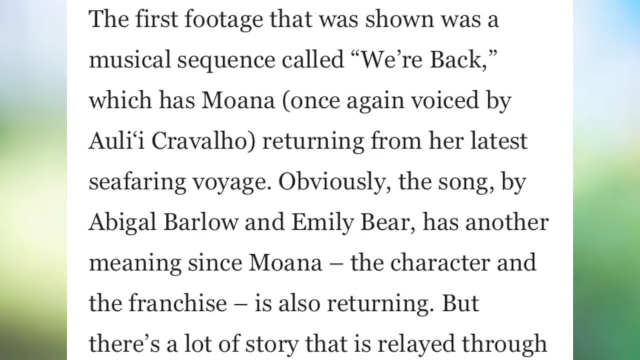 The first footage that was shown was a
musical sequence called “We’re Back,”
which has Moana (once again voiced by
Auli‘i Cravalho) returning from her latest
seafaring voyage. Obviously, the song, by
Abigal Barlow and Emily Bear, has another
meaning since Moana – the character and
the franchise – is also returning. But
there’s a lot of story that is relayed through